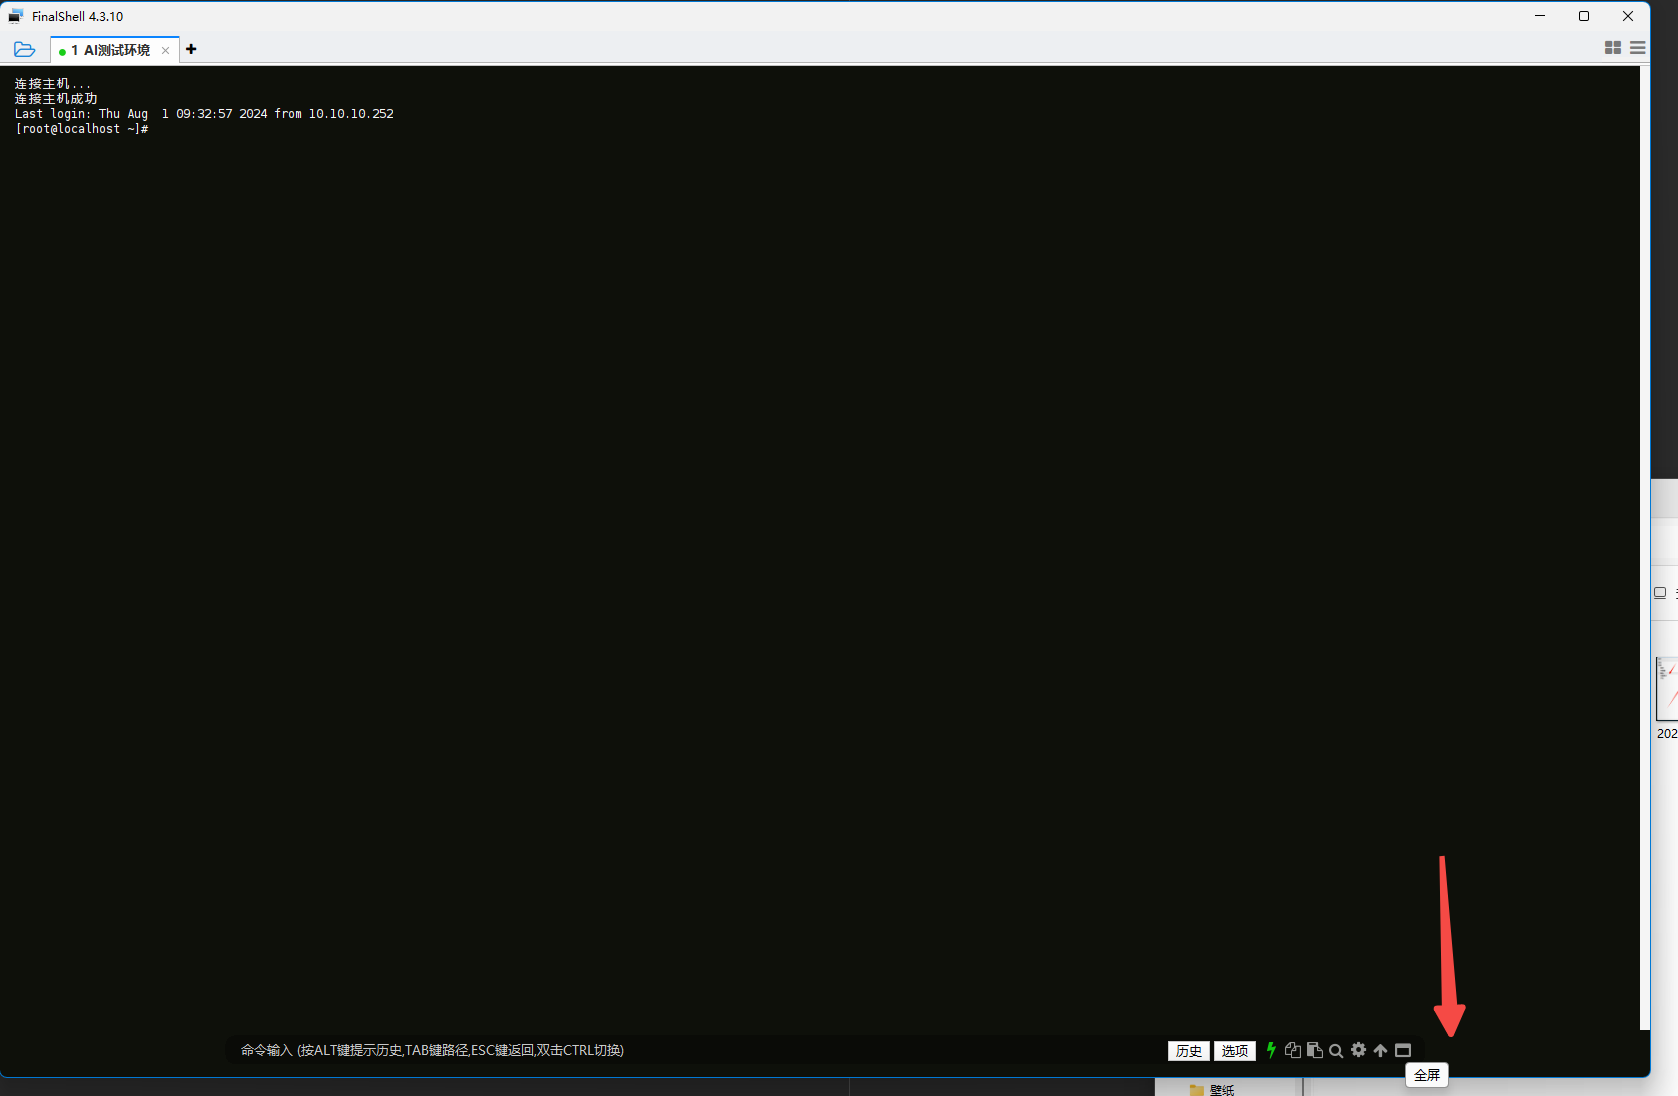 FinalShell 4.3.10
1 AI测试环境
连接主机...
连接主机成功
Last login: Thu Aug  1 09:32:57 2024 from 10.10.10.252
[root@localhost ~]#
202
命令输入 (按ALT键提示历史,TAB键路径,ESC键返回,双击CTRL切换)
历史 选项
全屏
壁纸